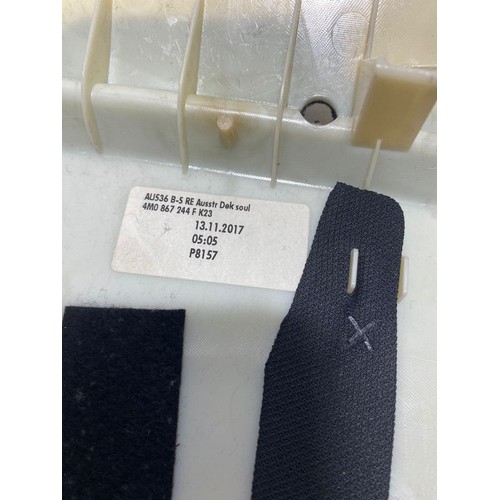 AU536 B-S RE Ausstr Dek soul
4M0 867 244 F K23
13.11.2017
05:05
P8157